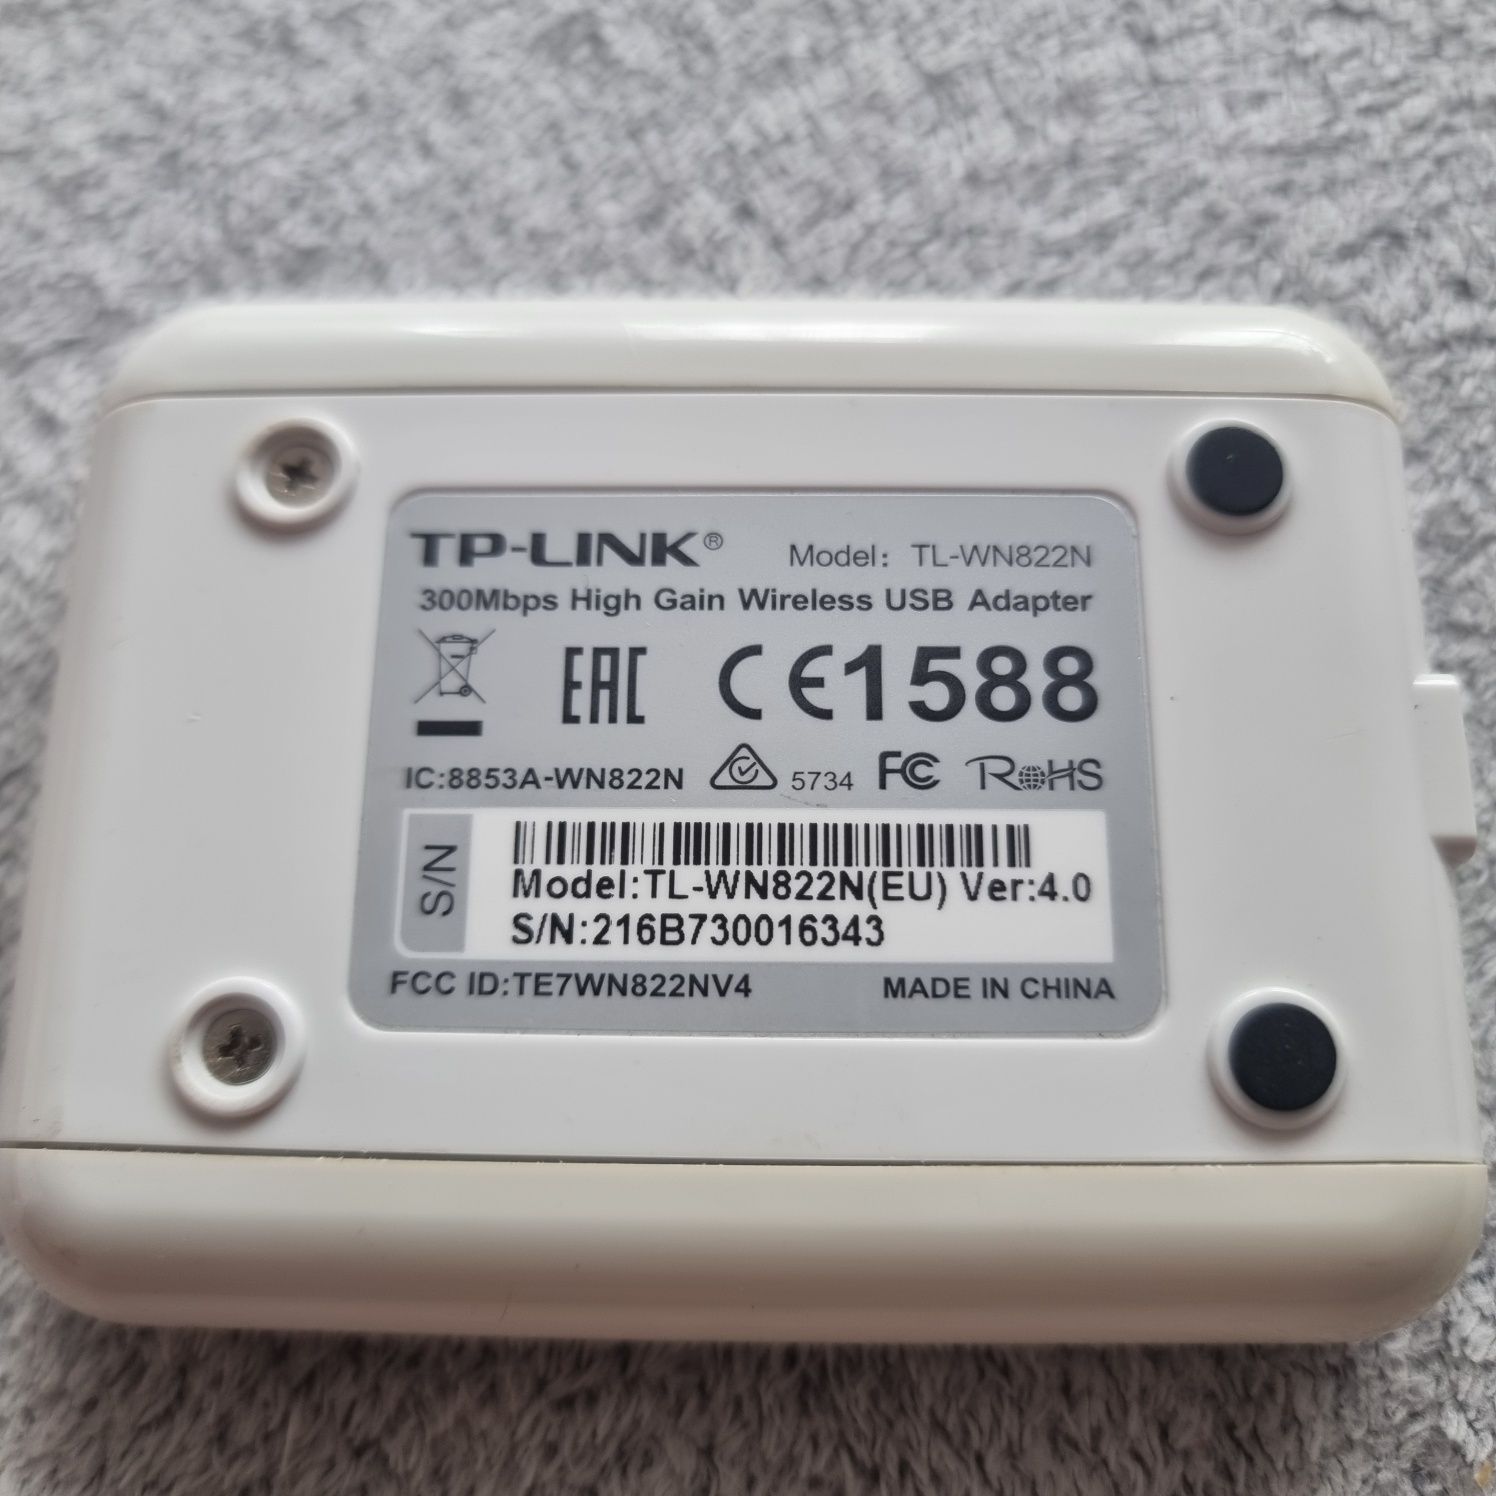 TP-LINK® Model: TL-WN822N
300Mbps High Gain Wireless USB Adapter
EAC CE1588
IC:8853A-WN822N 5734 FC RoHS
S/N
Model:TL-WN822N(EU) Ver:4.0
S/N:216B730016343
FCC ID:TE7WN822NV4 MADE IN CHINA